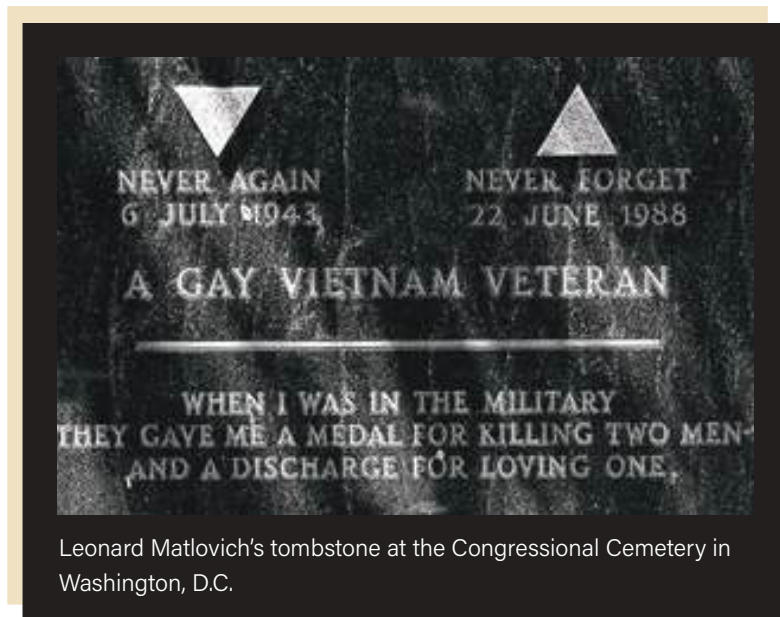 NEVER AGAIN
6 JULY 1943
NEVER FORGET
22 JUNE 1988
A GAY VIETNAM VETERAN
WHEN I WAS IN THE MILITARY
THEY GAVE ME A MEDAL FOR KILLING TWO MEN
AND A DISCHARGE FOR LOVING ONE.
Leonard Matlovich’s tombstone at the Congressional Cemetery in
Washington, D.C.